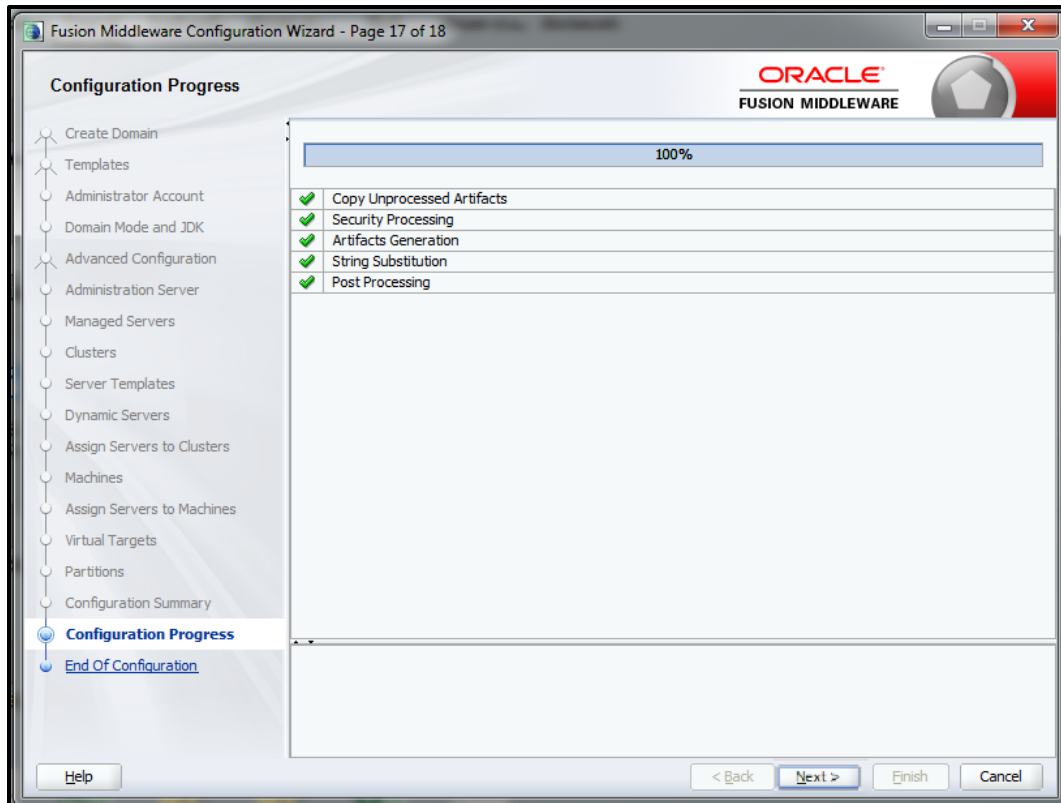 Fusion Middleware Configuration Wizard - Page 17 of 18
Configuration Progress
ORACLE
FUSION MIDDLEWARE
Create Domain
Templates
Administrator Account
Domain Mode and JDK
Advanced Configuration
Administration Server
Managed Servers
Clusters
Server Templates
Dynamic Servers
Assign Servers to Clusters
Machines
Assign Servers to Machines
Virtual Targets
Partitions
Configuration Summary
Configuration Progress
End Of Configuration
100%
Copy Unprocessed Artifacts
Security Processing
Artifacts Generation
String Substitution
Post Processing
Help
< Back
Next >
Finish
Cancel